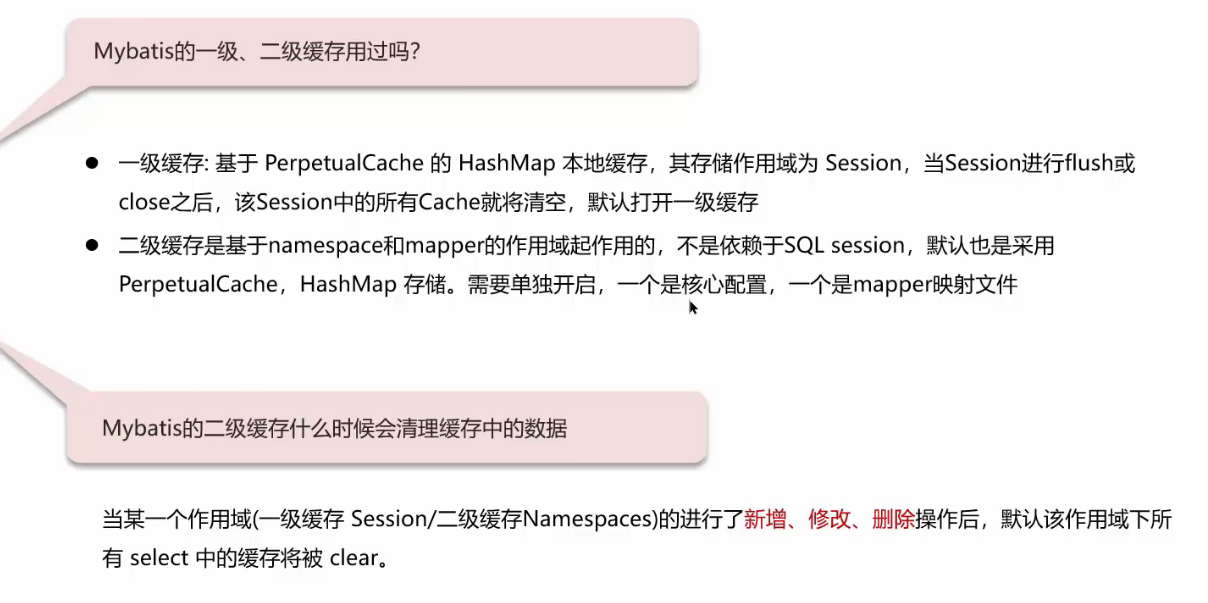 Mybatis的一级、二级缓存用过吗?
● 一级缓存: 基于 PerpetualCache 的 HashMap 本地缓存，其存储作用域为 Session，当Session进行flush或
close之后，该Session中的所有Cache就将清空，默认打开一级缓存
● 二级缓存是基于namespace和mapper的作用域起作用的，不是依赖于SQL session，默认也是采用
PerpetualCache，HashMap 存储。需要单独开启，一个是核心配置，一个是mapper映射文件
Mybatis的二级缓存什么时候会清理缓存中的数据
当某一个作用域(一级缓存 Session/二级缓存Namespaces)的进行了新增、修改、删除操作后，默认该作用域下所
有 select 中的缓存将被 clear。